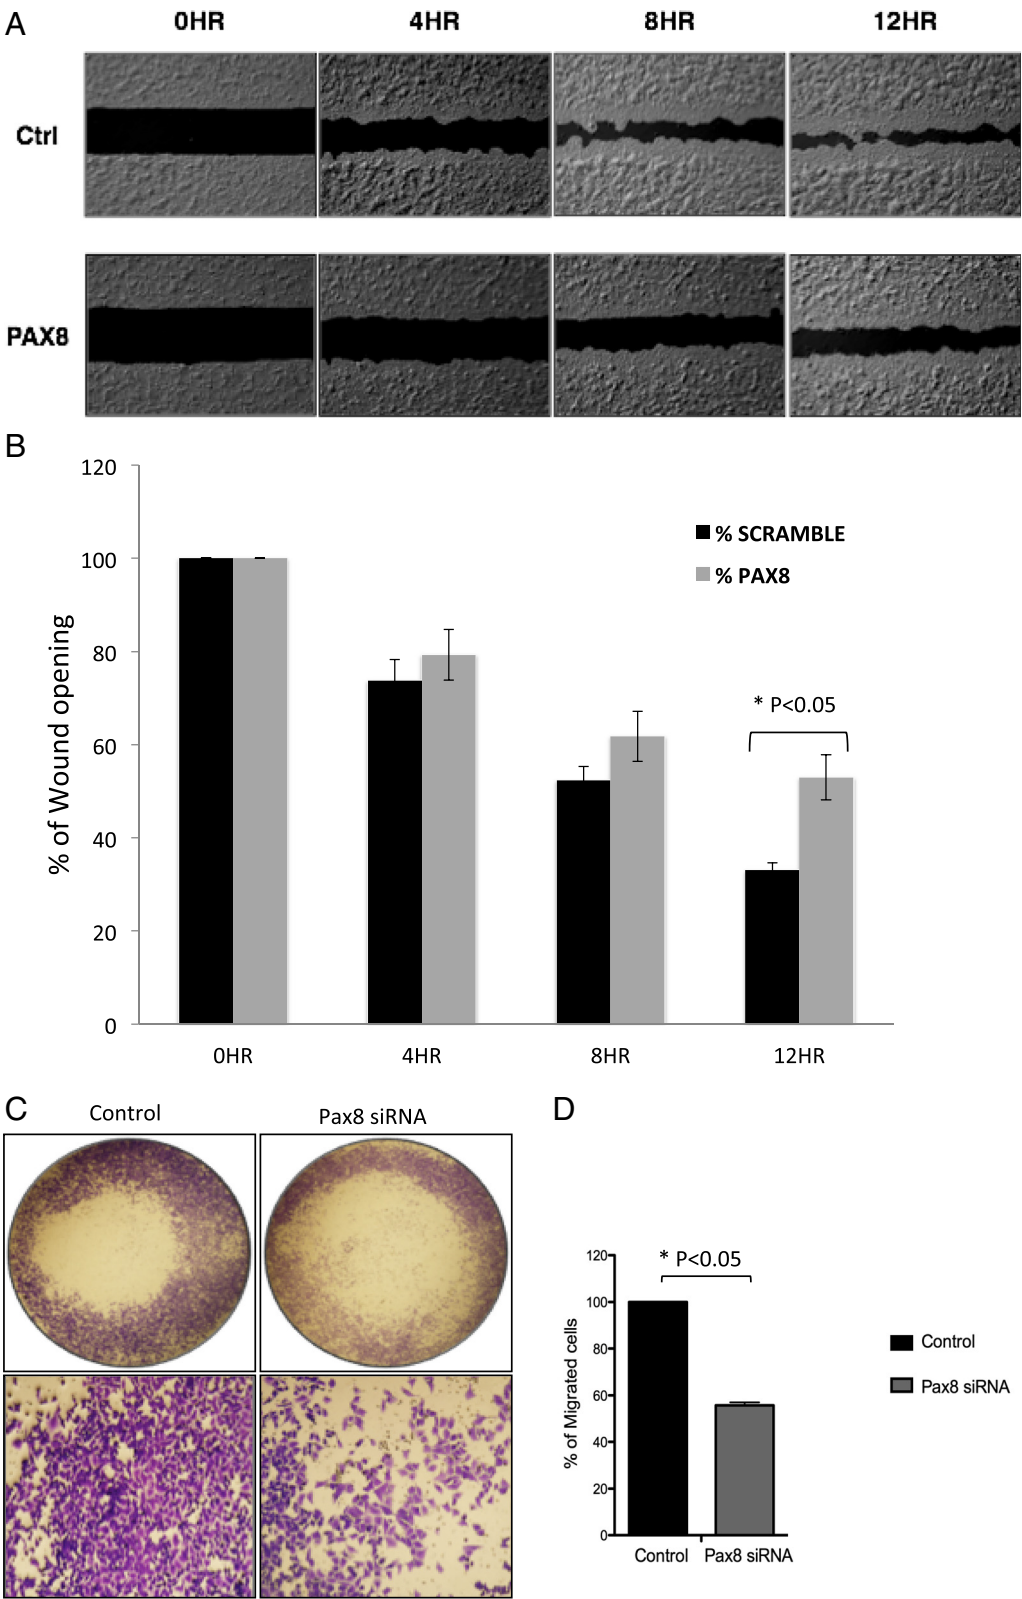 A
0HR 4HR 8HR 12HR
Ctrl
PAX8
B
120
100
80
60
40
20
0
% of Wound opening
% SCRAMBLE
% PAX8
* P<0.05
0HR 4HR 8HR 12HR
C
Control Pax8 siRNA
D
120
100
80
60
40
20
0
% of Migrated cells
* P<0.05
Control Pax8 siRNA
Control
Pax8 siRNA